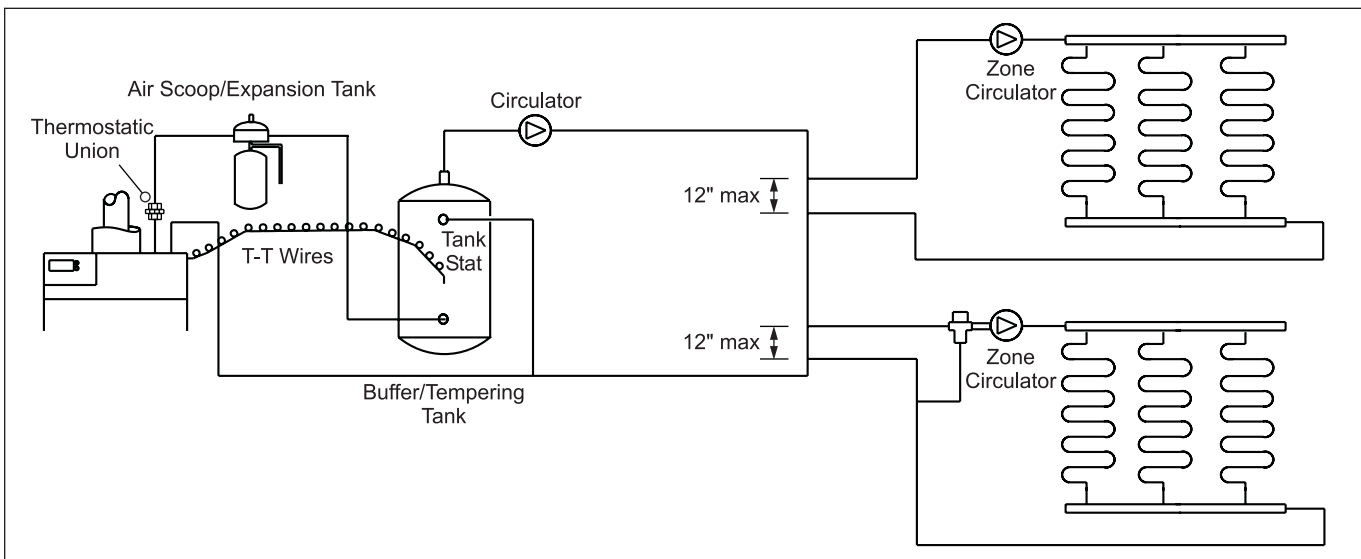 Air Scoop/Expansion Tank
Thermostatic
Union
T-T Wires
Circulator
Tank
Stat
Buffer/Tempering
Tank
12" max
12" max
Zone
Circulator
Zone
Circulator